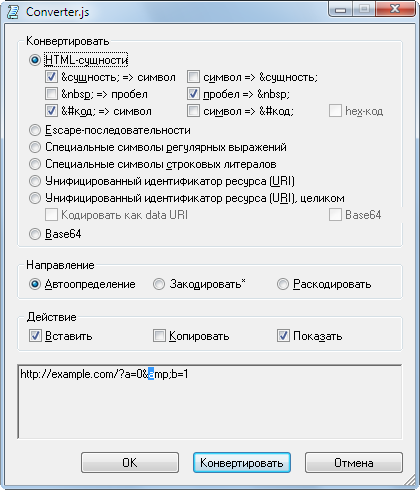 Converter.js
Конвертировать
HTML-сущности
&сущность; => символ
символ => &сущность;
&nbsp; => пробел
пробел => &nbsp;
&#код; => символ
символ => &#код;
hex-код
Escape-последовательности
Специальные символы регулярных выражений
Специальные символы строковых литералов
Унифицированный идентификатор ресурса (URI)
Унифицированный идентификатор ресурса (URI), целиком
Кодировать как data URI
Base64
Base64
Направление
Автоопределение
Закодировать*
Раскодировать
Действие
Вставить
Копировать
Показать
http://example.com/?a=0&amp;b=1
OK
Конвертировать
Отмена